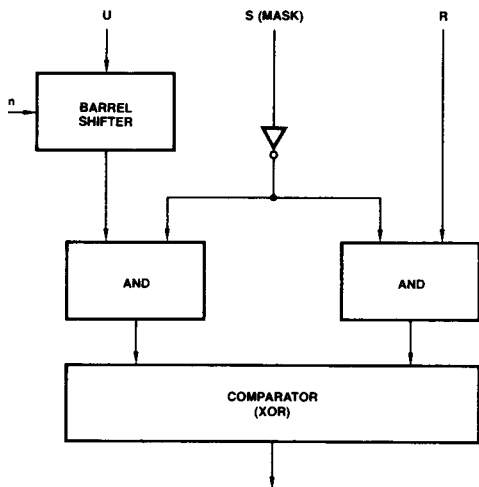 U
S (MASK)
R
n
BARREL
SHIFTER
AND
AND
COMPARATOR
(XOR)